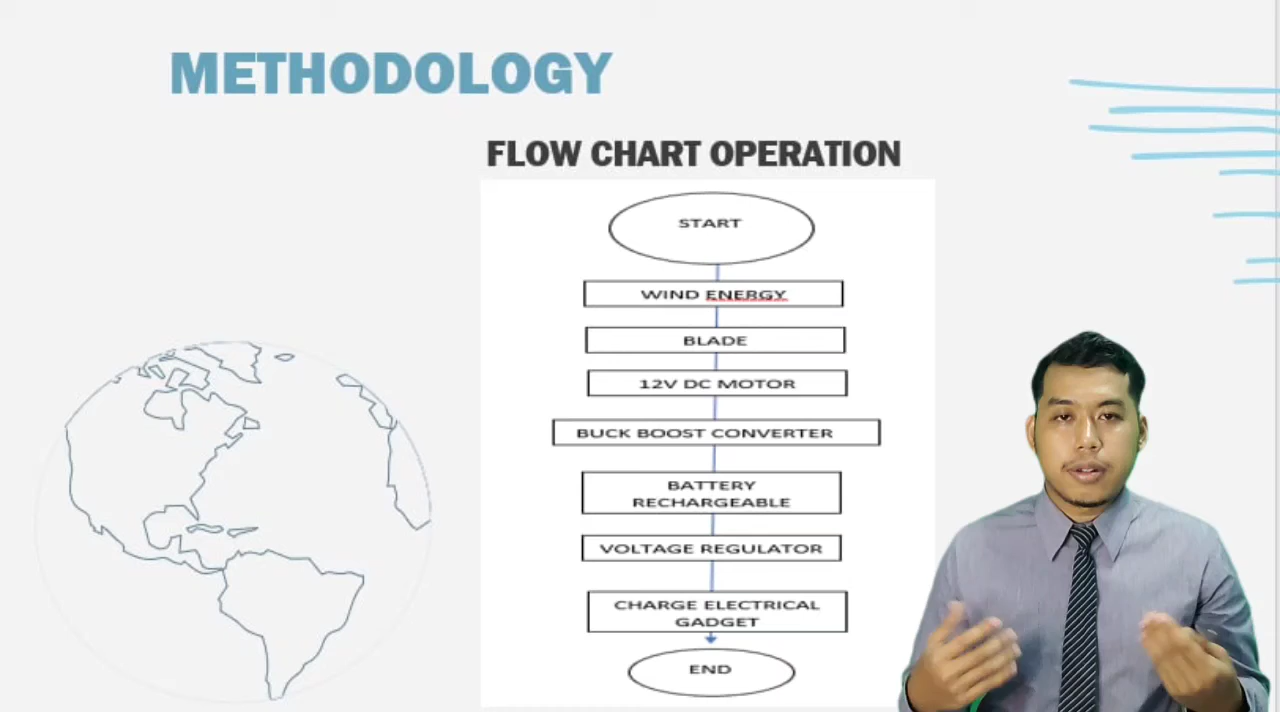 METHODOLOGY
FLOW CHART OPERATION
START
WIND ENERGY
BLADE
12V DC MOTOR
BUCK BOOST CONVERTER
BATTERY
RECHARGEABLE
VOLTAGE REGULATOR
CHARGE ELECTRICAL
GADGET
END